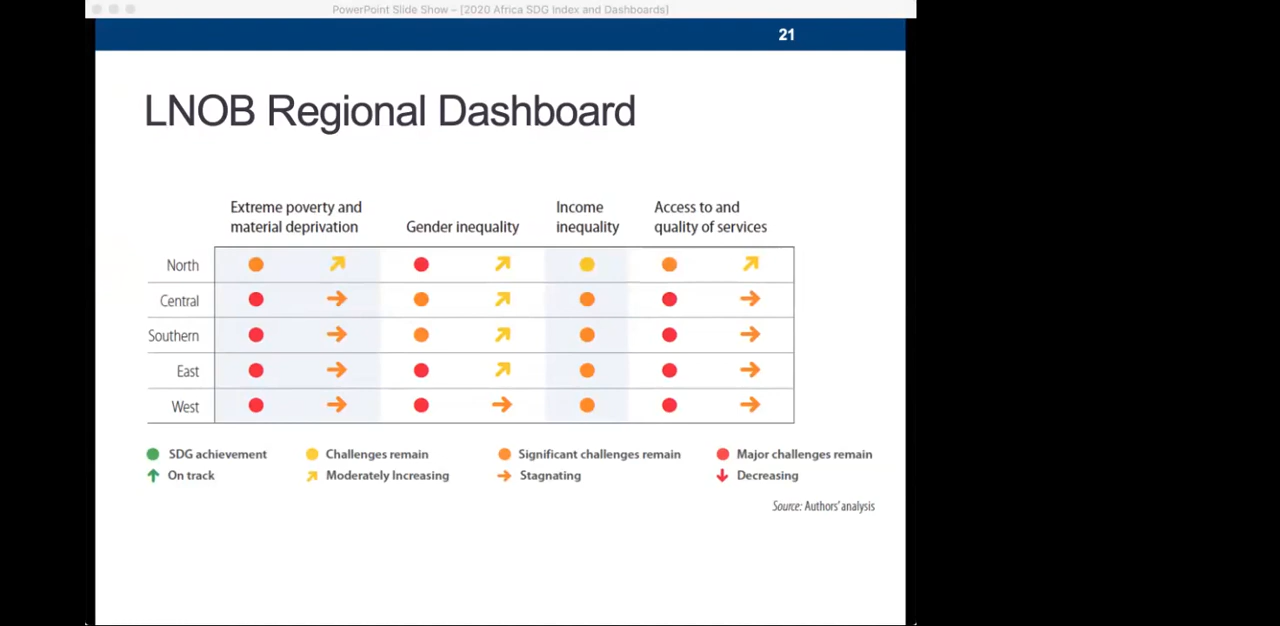 PowerPoint Slide Show – [2020 Africa SDG Index and Dashboards]
21
LNOB Regional Dashboard
Extreme poverty and
material deprivation
Gender inequality
Income
inequality
Access to and
quality of services
North
Central
Southern
East
West
SDG achievement
Challenges remain
Significant challenges remain
Major challenges remain
On track
Moderately Increasing
Stagnating
Decreasing
Source: Authors’ analysis